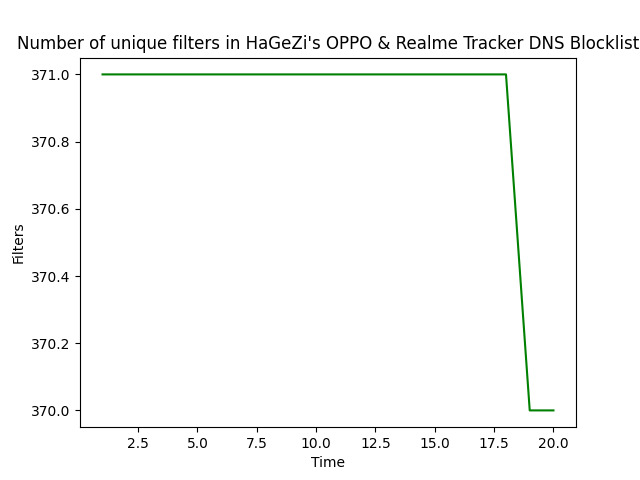 Number of unique filters in HaGeZi's OPPO & Realme Tracker DNS Blocklist
371.0
370.8
370.6
370.4
370.2
370.0
Filters
2.5 5.0 7.5 10.0 12.5 15.0 17.5 20.0
Time